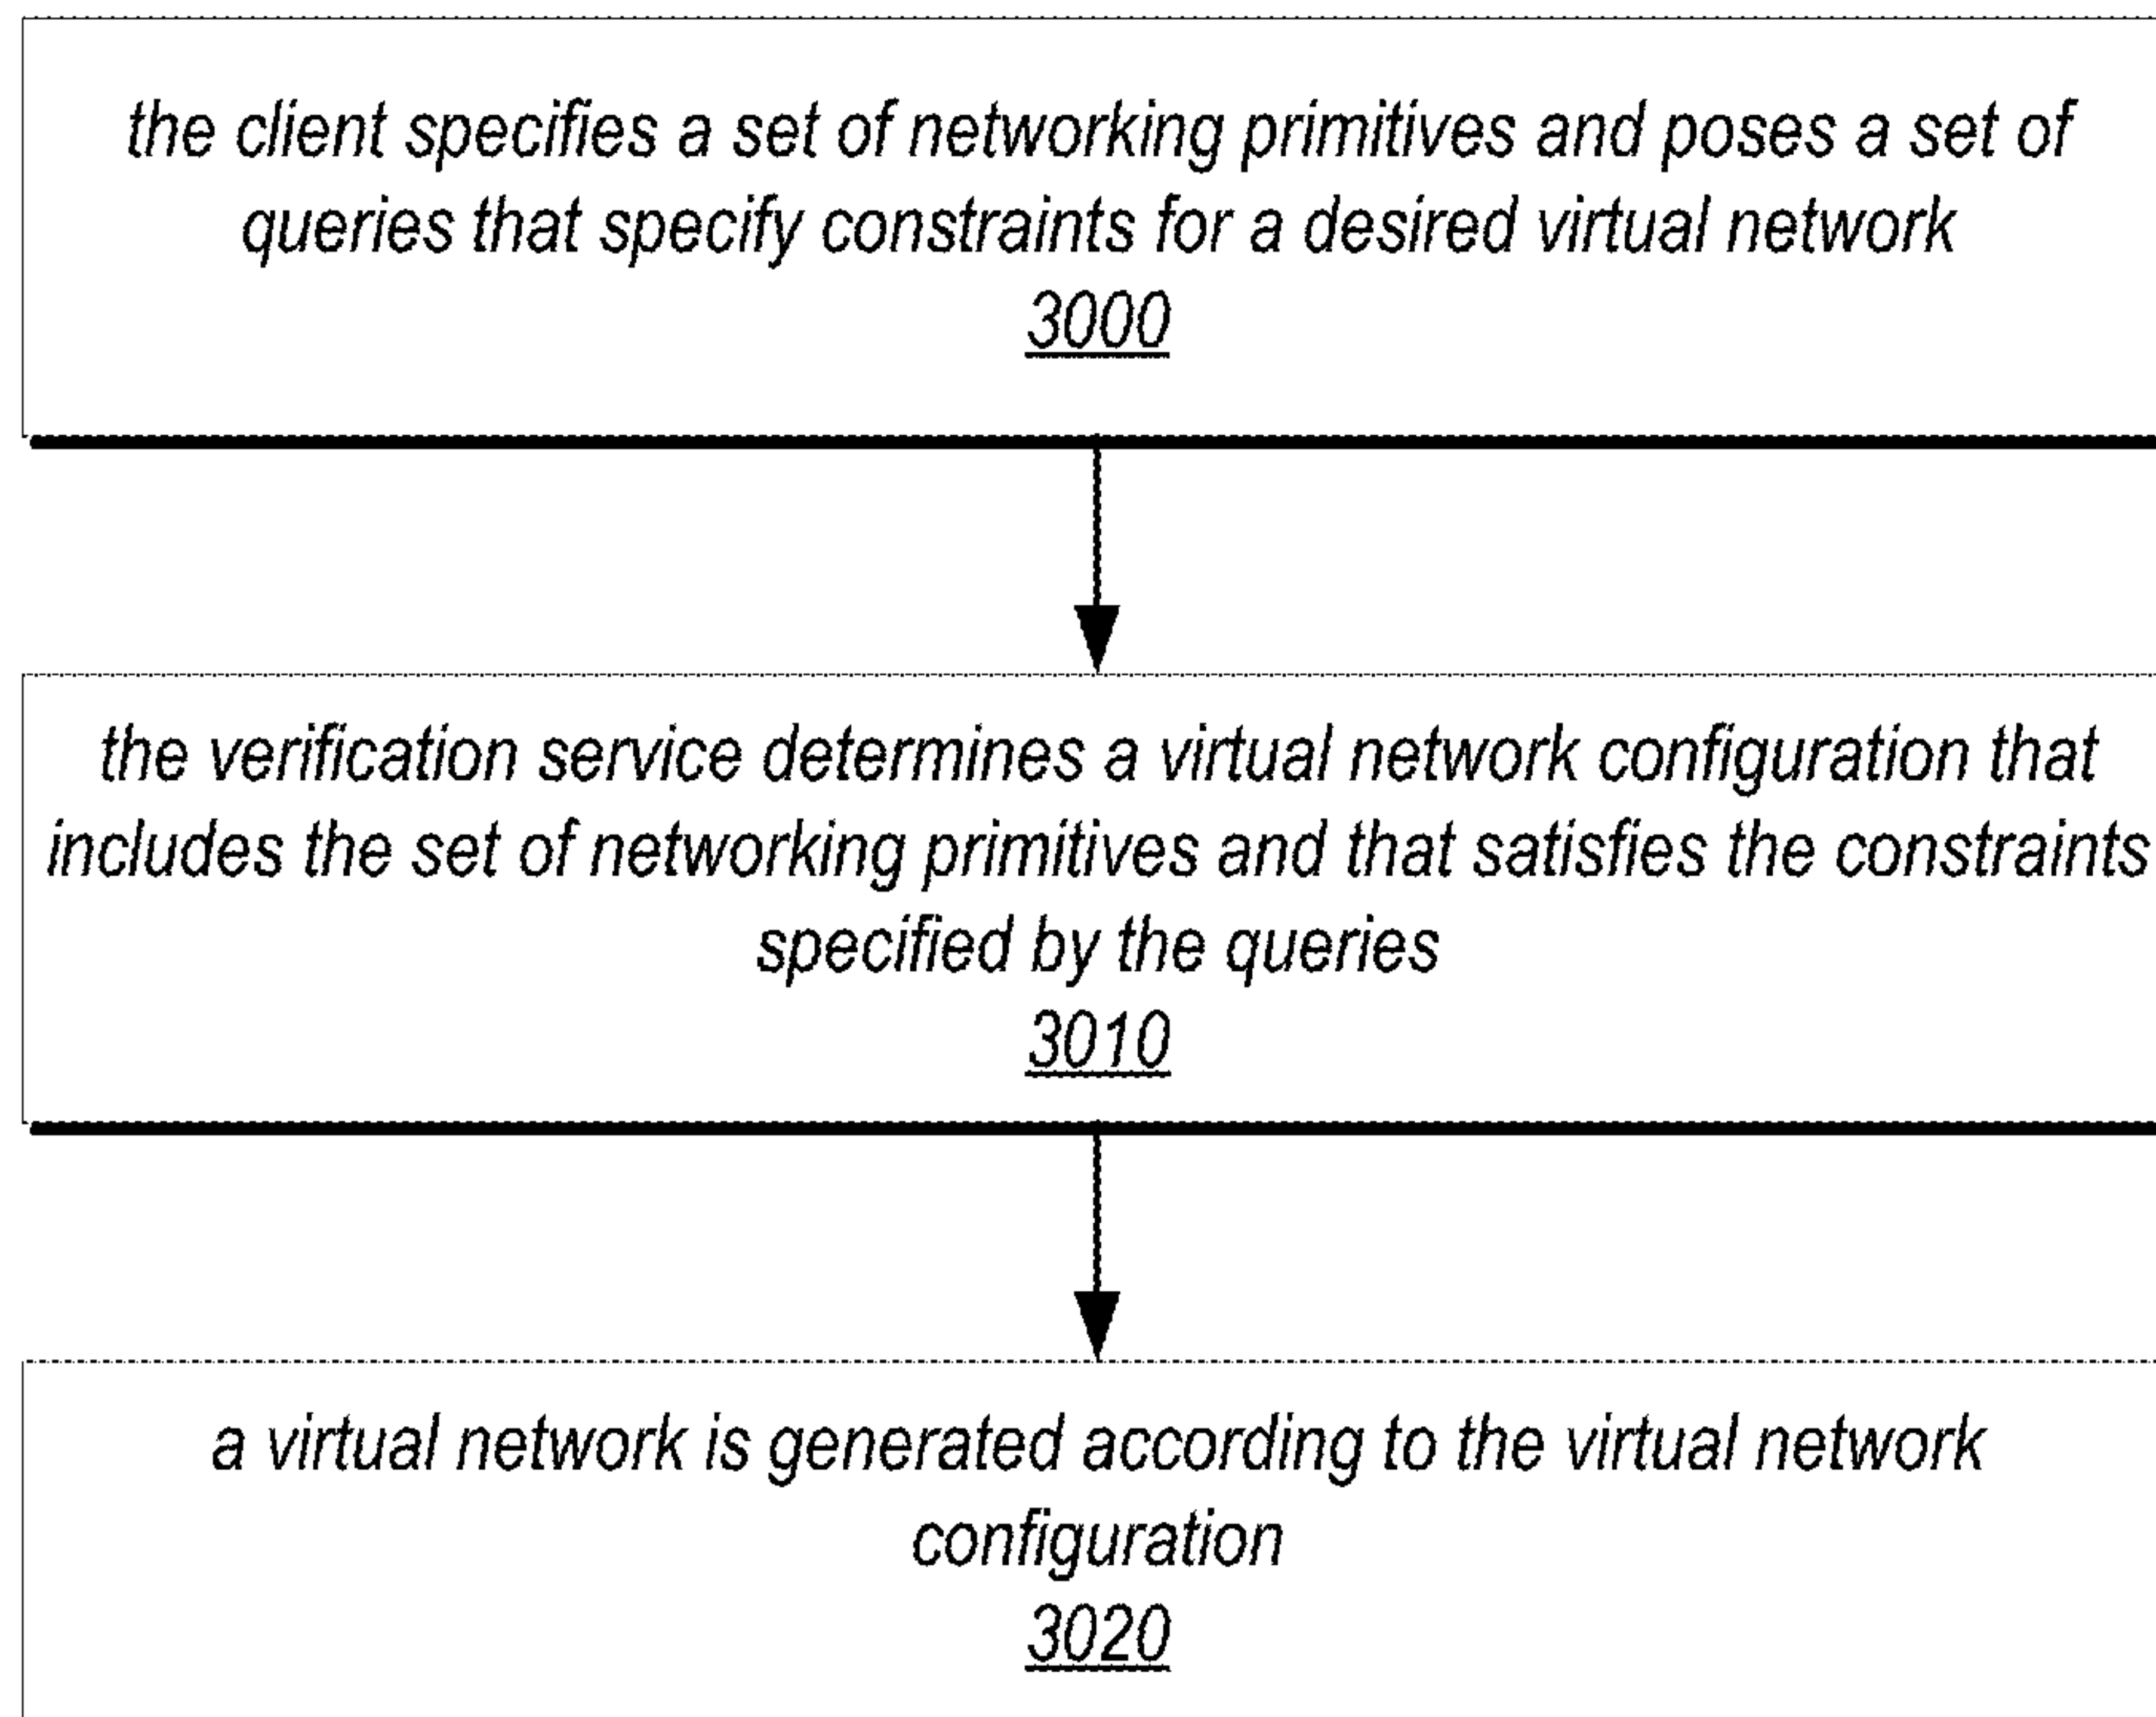 the client specifies a set of networking primitives and poses a set of
queries that specify constraints for a desired virtual network
3000
the verification service determines a virtual network configuration that
includes the set of networking primitives and that satisfies the constraints
specified by the queries
3010
a virtual network is generated according to the virtual network
configuration
3020